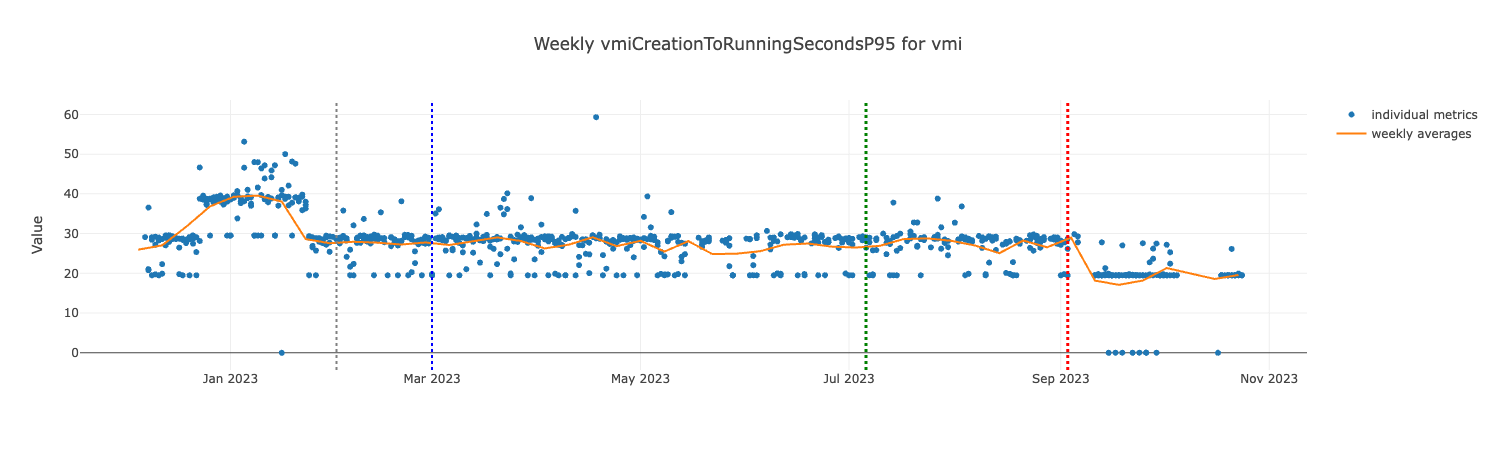 Weekly vmiCreationToRunningSecondsP95 for vmi
individual metrics
weekly averages
Value
60
50
40
30
20
10
0
Jan 2023
Mar 2023
May 2023
Jul 2023
Sep 2023
Nov 2023